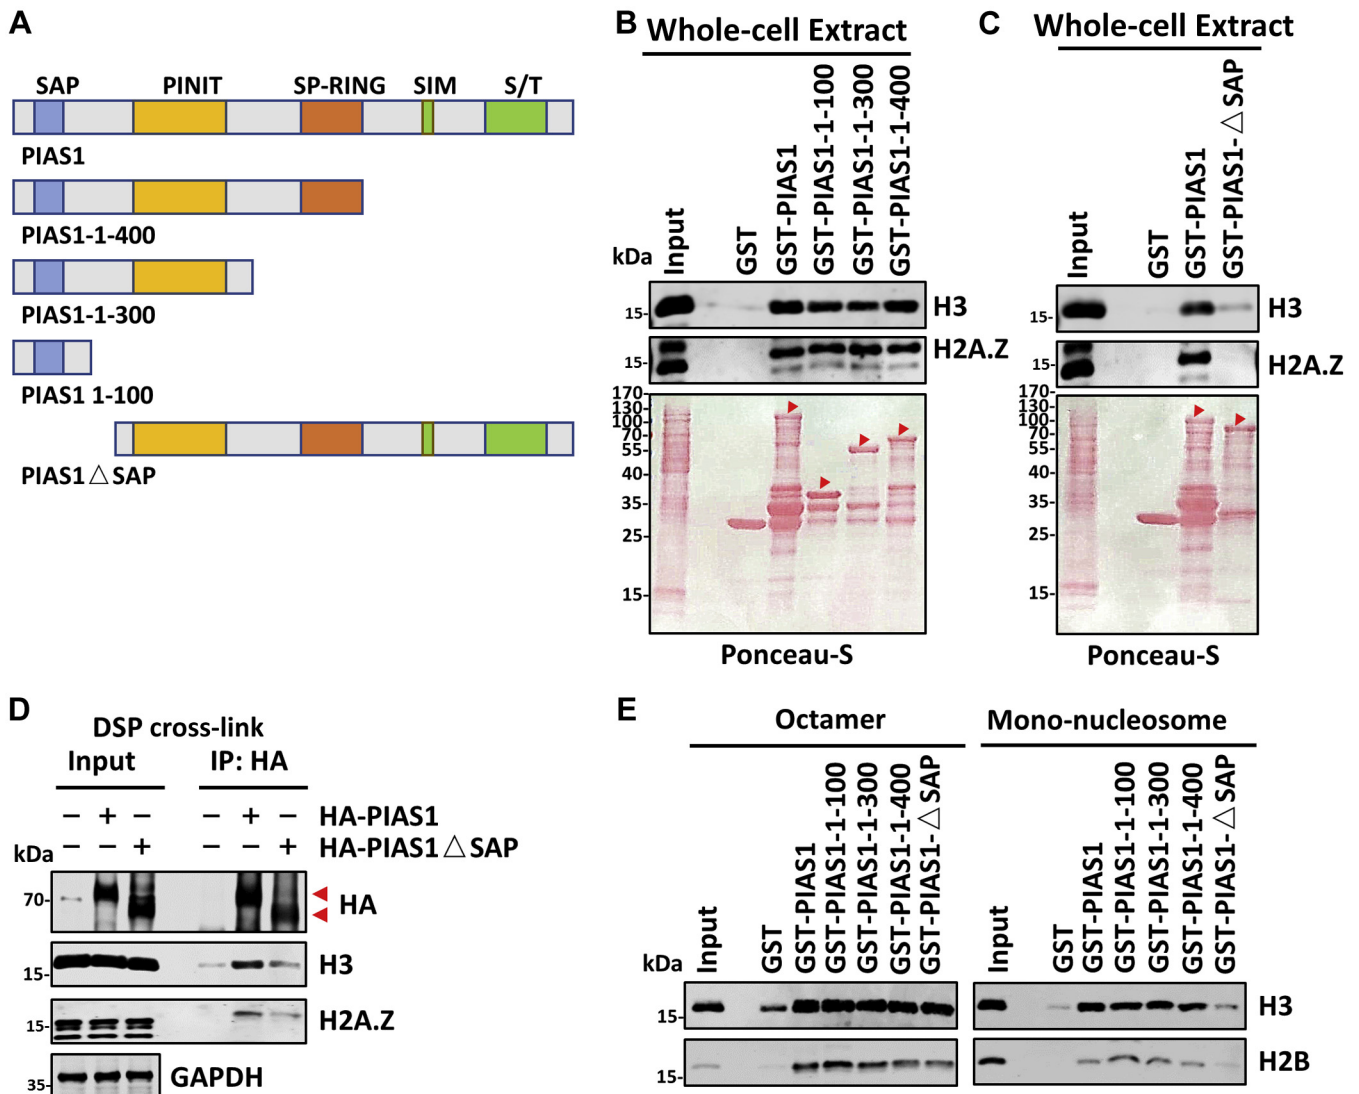 A
SAP PINIT SP-RING SIM S/T
PIAS1
PIAS1-1-400
PIAS1-1-300
PIAS1 1-100
PIAS1△SAP
B
Whole-cell Extract
kDa
Input
GST
GST-PIAS1
GST-PIAS1-1-100
GST-PIAS1-1-300
GST-PIAS1-1-400
15- H3
15- H2A.Z
170-
130-
100-
70-
55-
40-
35-
25-
15-
Ponceau-S
C
Whole-cell Extract
Input
GST
GST-PIAS1
GST-PIAS1-△SAP
15- H3
15- H2A.Z
170-
130-
100-
70-
55-
40-
35-
25-
15-
Ponceau-S
D
DSP cross-link
Input IP: HA
− + − − + − HA-PIAS1
− − + − − + HA-PIAS1△SAP
kDa
70- HA
15- H3
15- H2A.Z
35- GAPDH
E
Octamer
kDa
Input
GST
GST-PIAS1
GST-PIAS1-1-100
GST-PIAS1-1-300
GST-PIAS1-1-400
GST-PIAS1-△SAP
Mono-nucleosome
Input
GST
GST-PIAS1
GST-PIAS1-1-100
GST-PIAS1-1-300
GST-PIAS1-1-400
GST-PIAS1-△SAP
15- H3
15- H2B